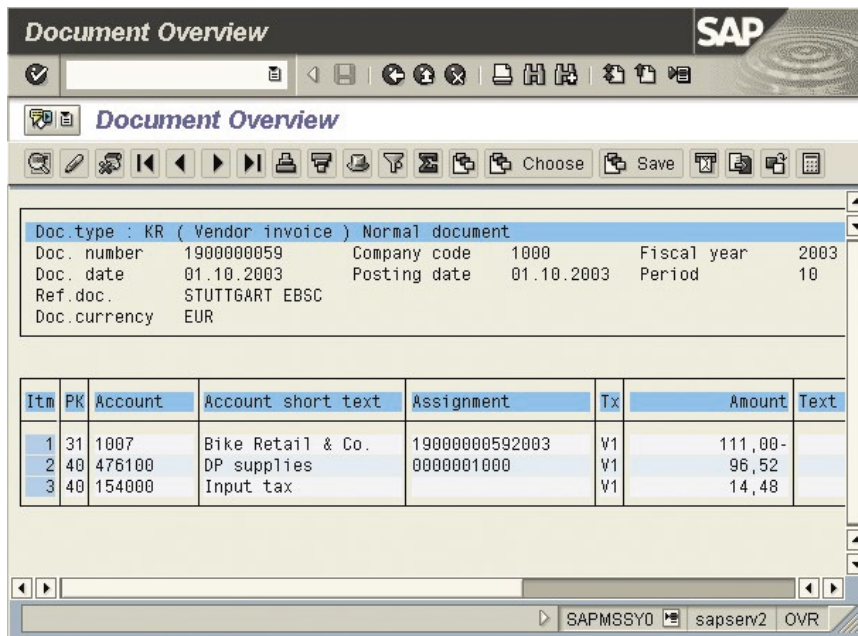 Document Overview SAP
Document Overview
Choose Save
Doc.type : KR ( Vendor invoice ) Normal document
Doc. number 1900000059 Company code 1000 Fiscal year 2003
Doc. date 01.10.2003 Posting date 01.10.2003 Period 10
Ref.doc. STUTTGART EBSC
Doc.currency EUR
Itm PK Account Account short text Assignment Tx Amount Text
1 31 1007 Bike Retail & Co. 19000000592003 V1 111,00-
2 40 476100 DP supplies 0000001000 V1 96,52
3 40 154000 Input tax V1 14,48
SAPMSSY0 sapserv2 OVR